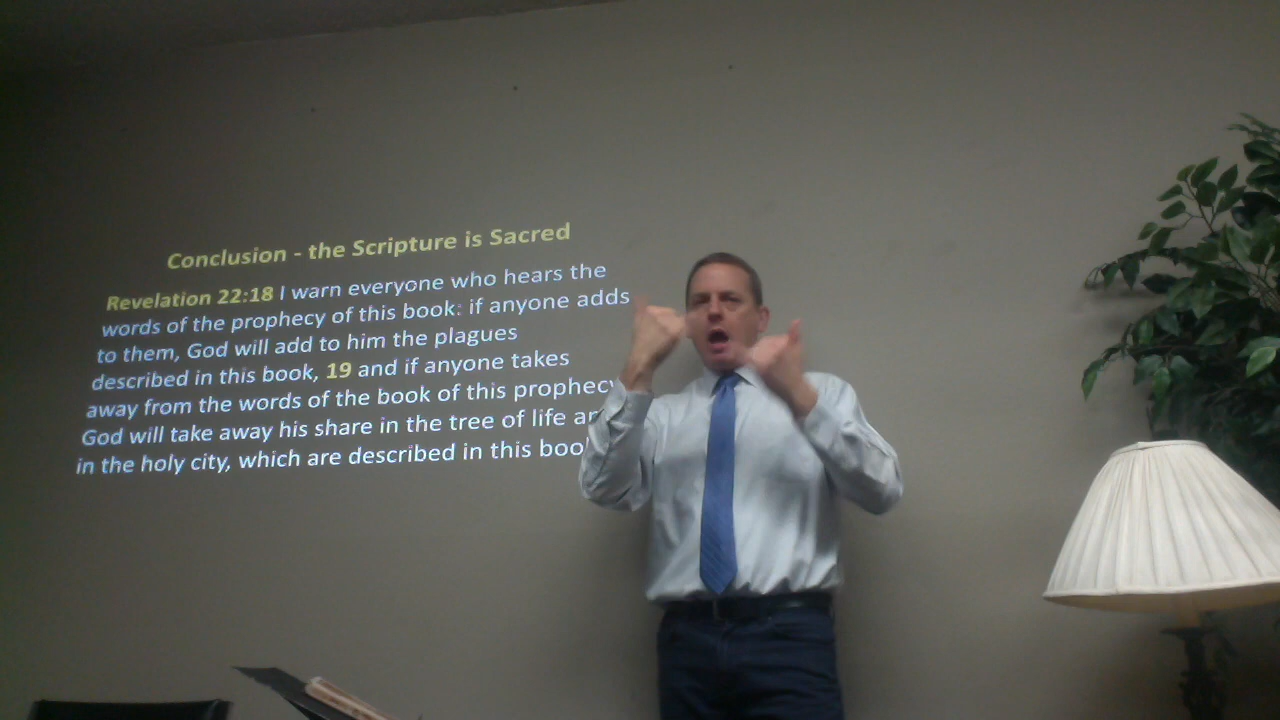 Conclusion - the Scripture is Sacred
Revelation 22:18 I warn everyone who hears the
words of the prophecy of this book: if anyone adds
to them, God will add to him the plagues
described in this book, 19 and if anyone takes
away from the words of the book of this prophecy
God will take away his share in the tree of life
in the holy city, which are described in this